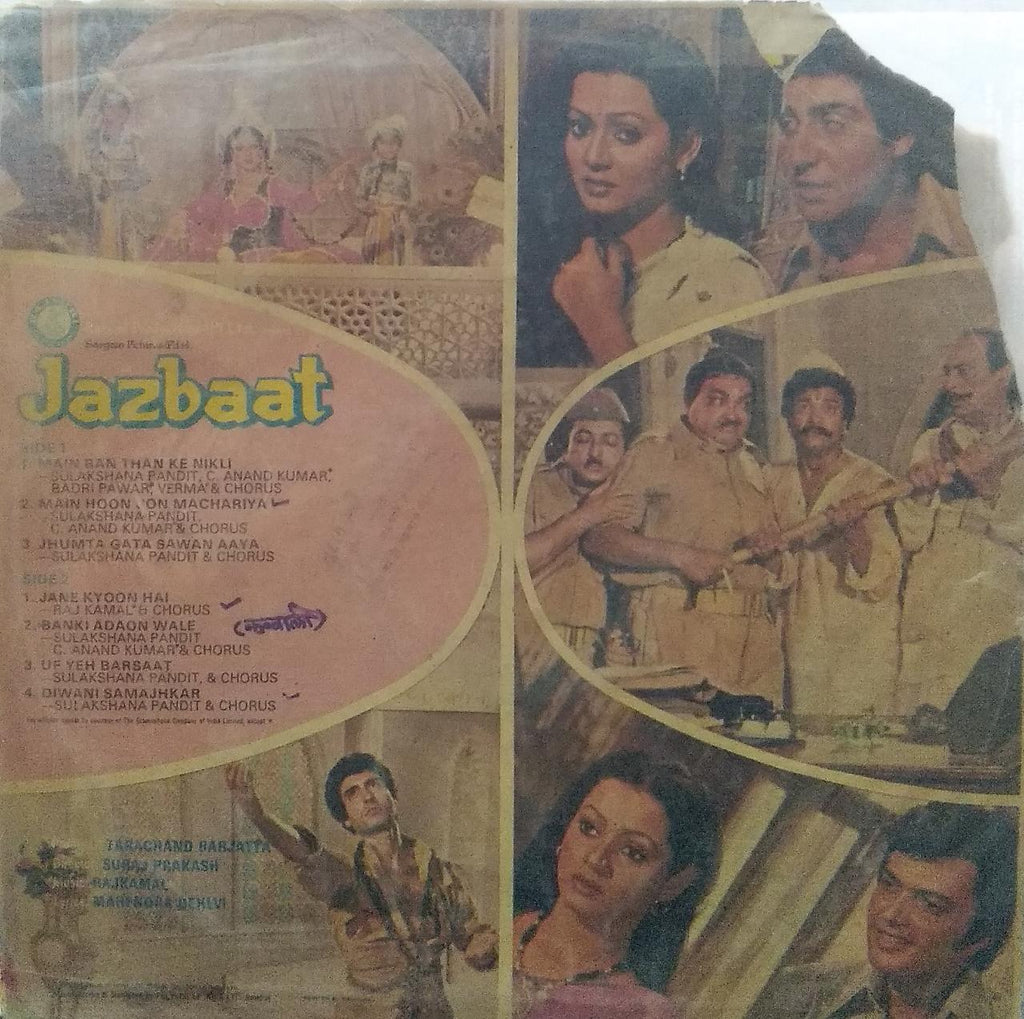 Jazbaat
SIDE 1
1. MAIN BAN THAN KE NIKLI
—SULAKSHANA PANDIT, C. ANAND KUMAR,*
BADRI PAWAR,* VERMA* & CHORUS
2. MAIN HOON JON MACHARIYA
—SULAKSHANA PANDIT,
C. ANAND KUMAR* & CHORUS
3. JHUMTA GATA SAWAN AAYA
—SULAKSHANA PANDIT & CHORUS
SIDE 2
1. JANE KYOON HAI
—RAJ KAMAL* & CHORUS
2. BANKI ADAON WALE
(कव्वाली)
—SULAKSHANA PANDIT
C. ANAND KUMAR* & CHORUS
3. UF YEH BARSAAT
—SULAKSHANA PANDIT, & CHORUS
4. DIWANI SAMAJHKAR
—SULAKSHANA PANDIT & CHORUS
TARACHAND BARJATYA
SURAJ PRAKASH
RAJKAMAL
MAHENDRA DEHLVI